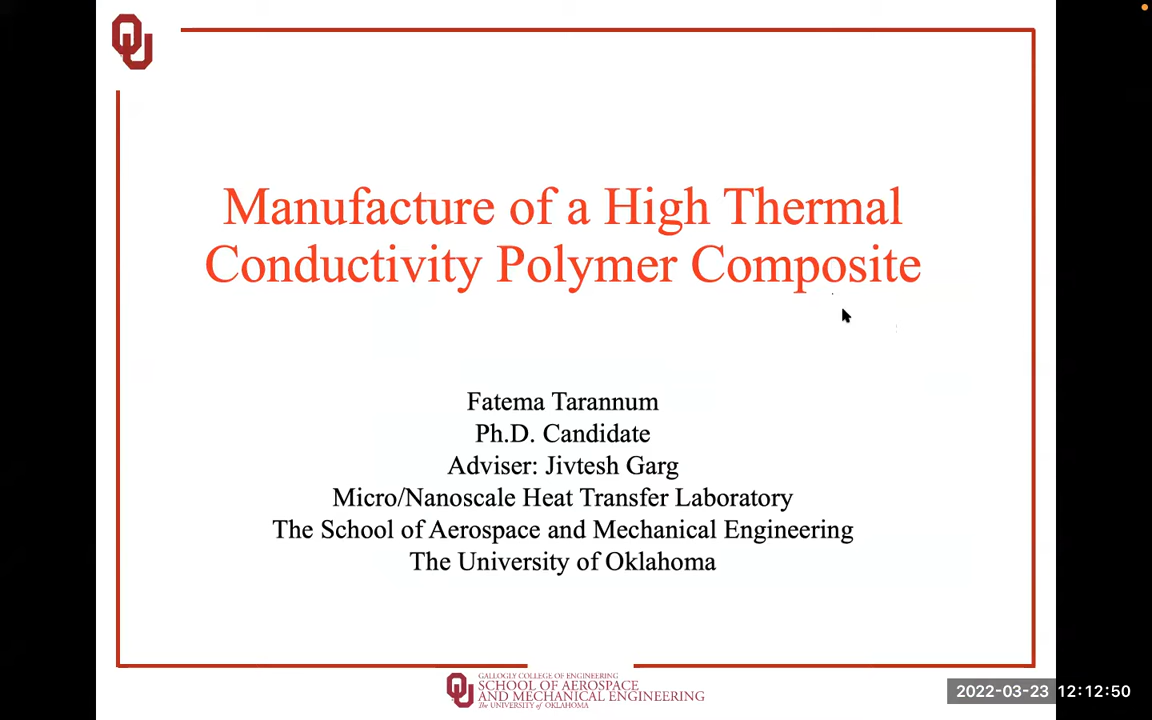 OU
Manufacture of a High Thermal
Conductivity Polymer Composite
Fatema Tarannum
Ph.D. Candidate
Adviser: Jivtesh Garg
Micro/Nanoscale Heat Transfer Laboratory
The School of Aerospace and Mechanical Engineering
The University of Oklahoma
OU
GALLOGLY COLLEGE OF ENGINEERING
SCHOOL OF AEROSPACE
AND MECHANICAL ENGINEERING
The UNIVERSITY of OKLAHOMA
2022-03-23 12:12:50